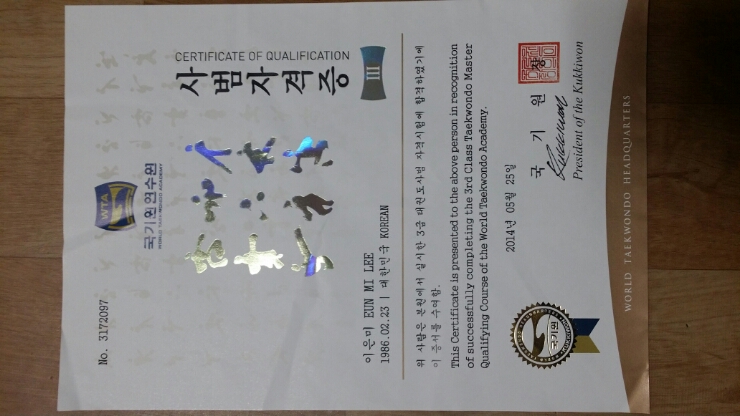 No. 3172097
WTA
국기원연수원
WORLD TAEKWONDO ACADEMY
CERTIFICATE OF QUALIFICATION
사범자격증
III
이은미 EUN MI LEE
1986.02.23 | 대한민국 KOREAN
위 사람은 본원에서 실시한 3급 태권도사범 자격시험에 합격하였기에
이 증서를 수여함.
This Certificate is presented to the above person in recognition
of successfully completing the 3rd Class Taekwondo Master
Qualifying Course of the World Taekwondo Academy.
2014년 05월 25일
국 기 원 장
President of the Kukkiwon
국기원
WORLD TAEKWONDO HEADQUARTERS